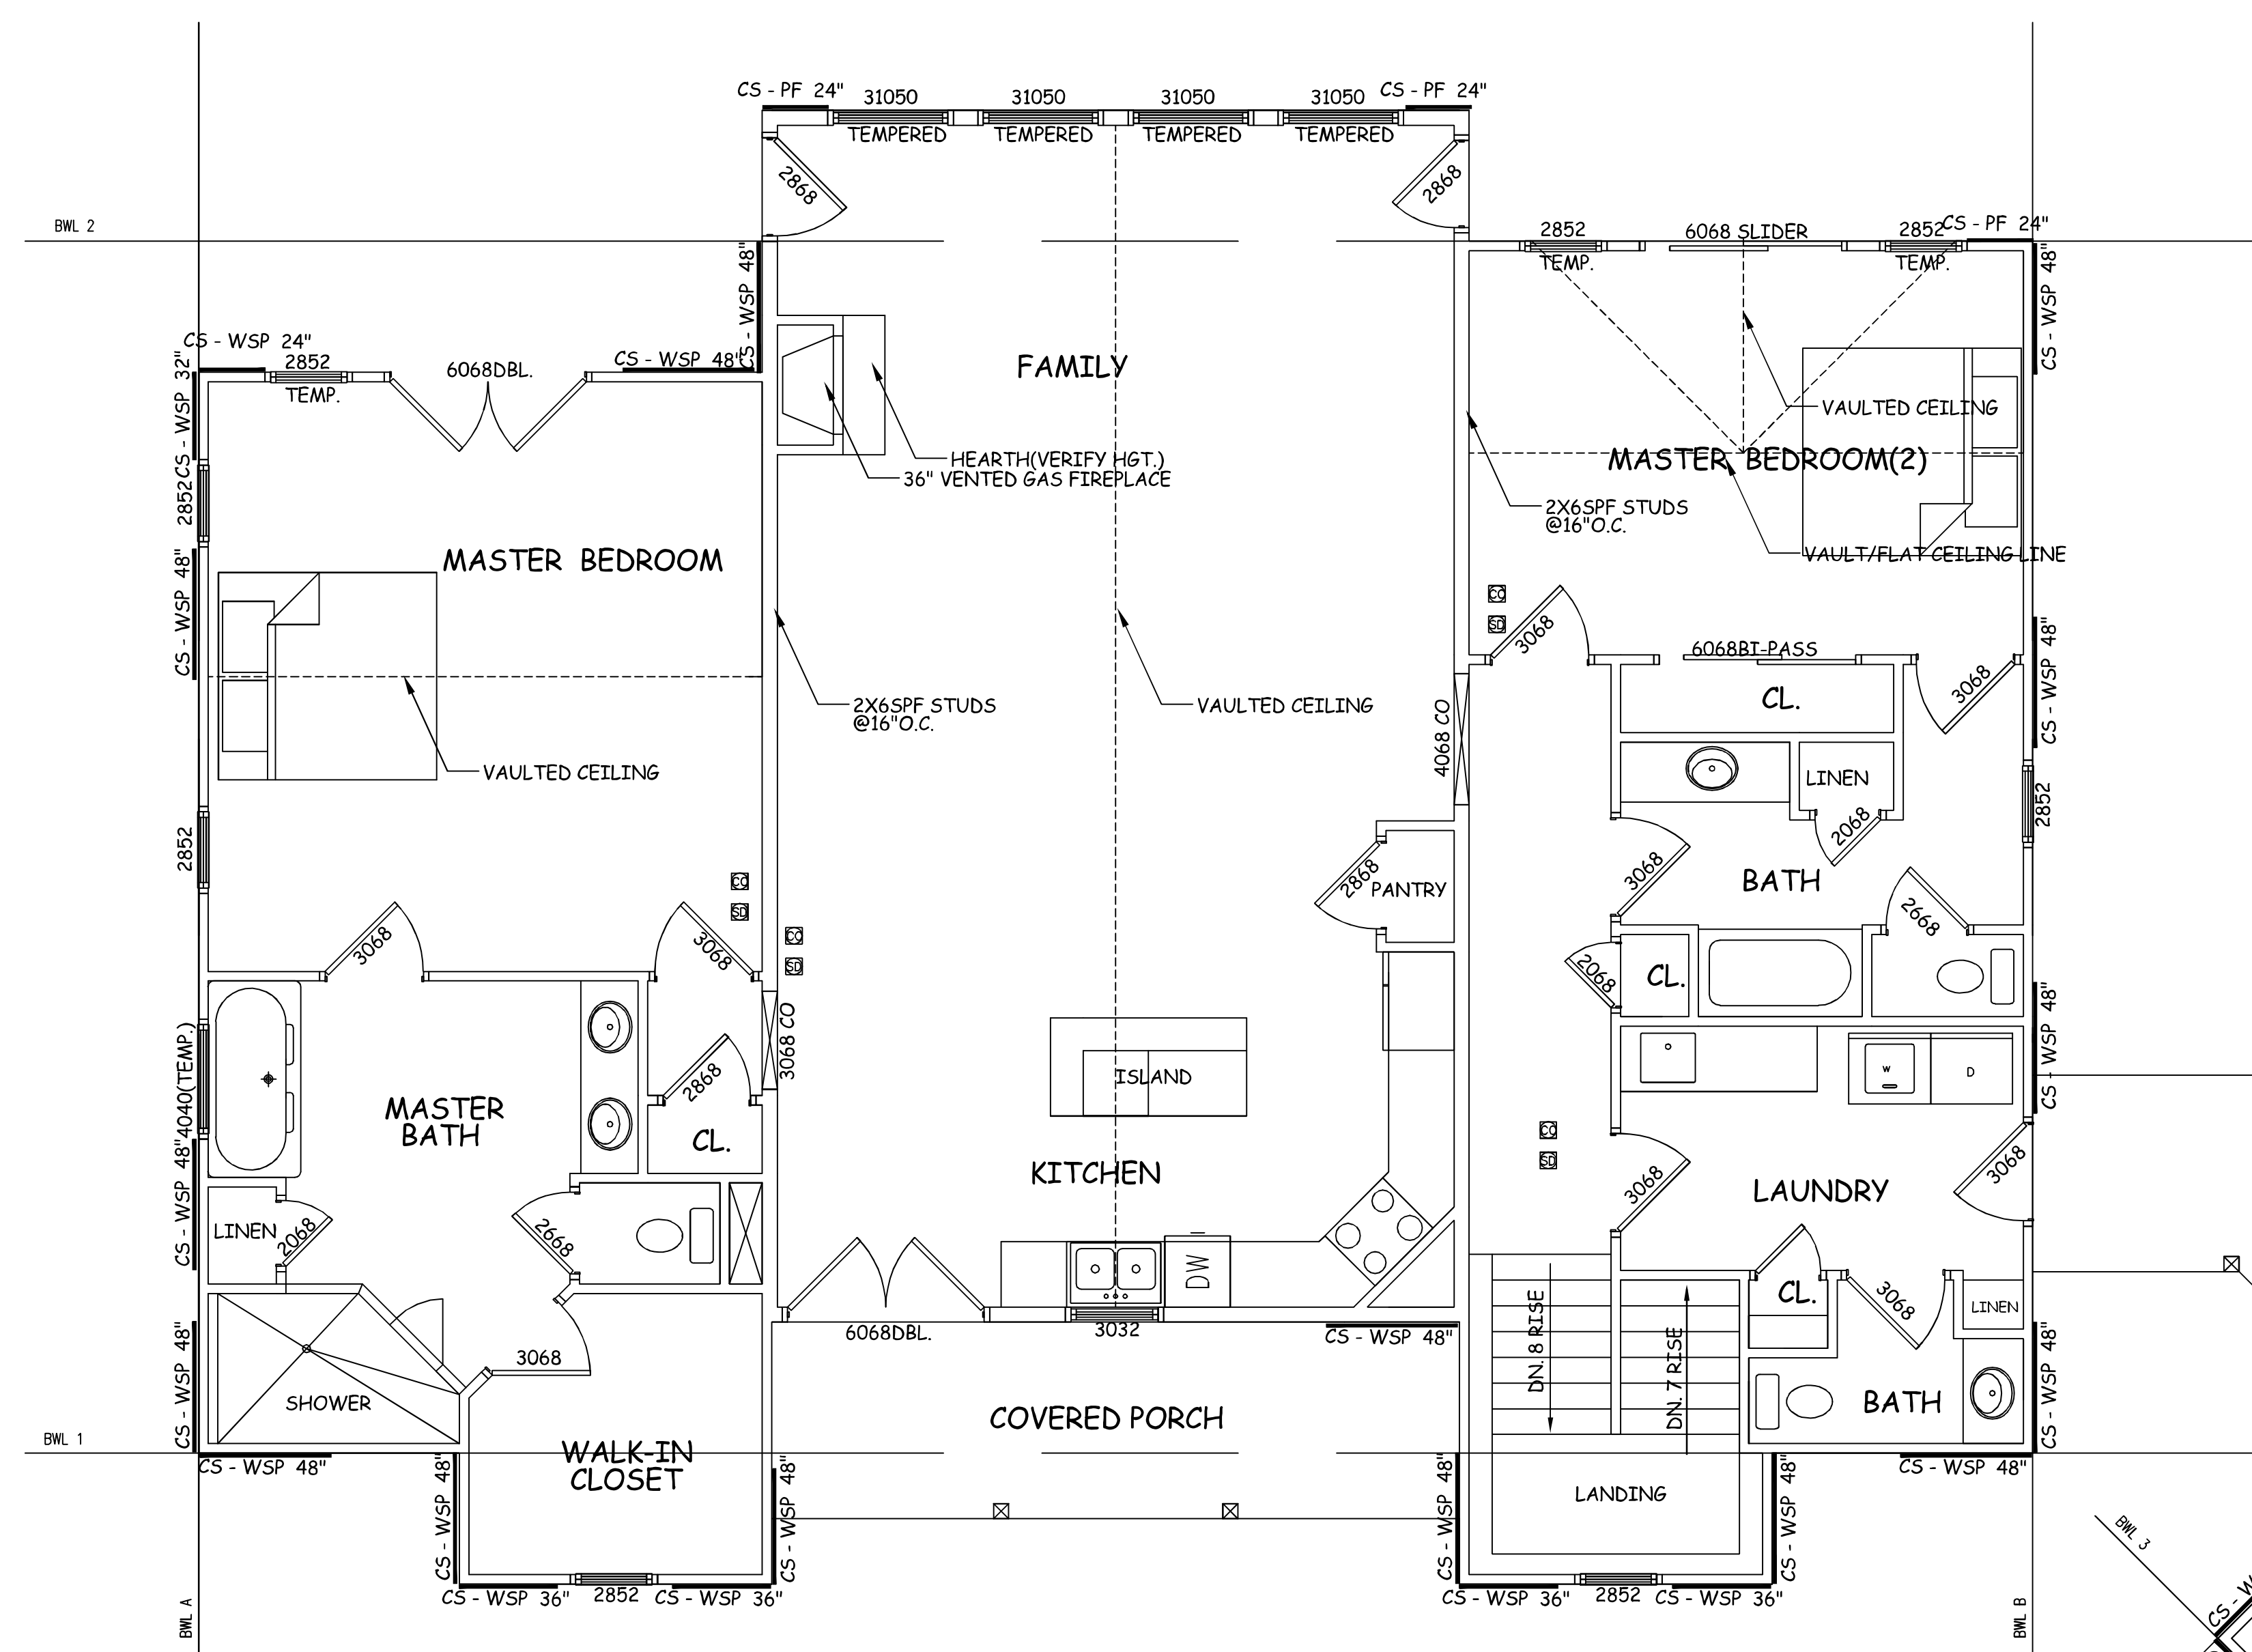 CS - PF 24"
31050
31050
31050
31050
CS - PF 24"
TEMPERED
TEMPERED
TEMPERED
TEMPERED
2868
2868
BWL 2
2852
6068 SLIDER
2852
CS - PF 24"
TEMP.
TEMP.
CS - WSP 48"
CS - WSP 48"
CS - WSP 24"
2852
TEMP.
6068DBL.
CS - WSP 48"
CS - WSP 32"
FAMILY
VAULTED CEILING
HEARTH(VERIFY HGT.)
36" VENTED GAS FIREPLACE
MASTER BEDROOM(2)
2852
2X6SPF STUDS
@16"O.C.
VAULT/FLAT CEILING LINE
MASTER BEDROOM
CS - WSP 48"
CO
SD
3068
6068BI-PASS
3068
CS - WSP 48"
CL.
2X6SPF STUDS
@16"O.C.
VAULTED CEILING
4068 CO
VAULTED CEILING
LINEN
2852
2852
2068
3068
BATH
2868
PANTRY
CO
SD
CO
SD
3068
3068
2668
2068
CL.
CS - WSP 48"
4040(TEMP.)
3068 CO
2868
ISLAND
W
D
MASTER
BATH
CL.
CO
SD
KITCHEN
3068
LAUNDRY
3068
CS - WSP 48"
LINEN
2068
2668
DW
6068DBL.
3032
CS - WSP 48"
DN. 8 RISE
DN. 7 RISE
CL.
3068
LINEN
CS - WSP 48"
CS - WSP 48"
3068
SHOWER
COVERED PORCH
BATH
BWL 1
WALK-IN
CLOSET
CS - WSP 48"
CS - WSP 48"
CS - WSP 48"
CS - WSP 48"
CS - WSP 48"
CS - WSP 48"
LANDING
BWL 3
CS - WSP 36"
2852
CS - WSP 36"
CS - WSP 36"
2852
CS - WSP 36"
BWL A
BWL B